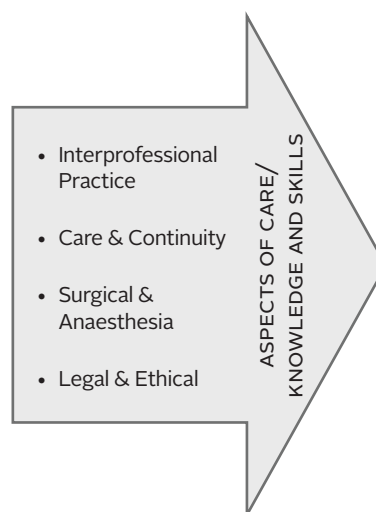 • Interprofessional
Practice
• Care & Continuity
• Surgical &
Anaesthesia
• Legal & Ethical
ASPECTS OF CARE/
KNOWLEDGE AND SKILLS